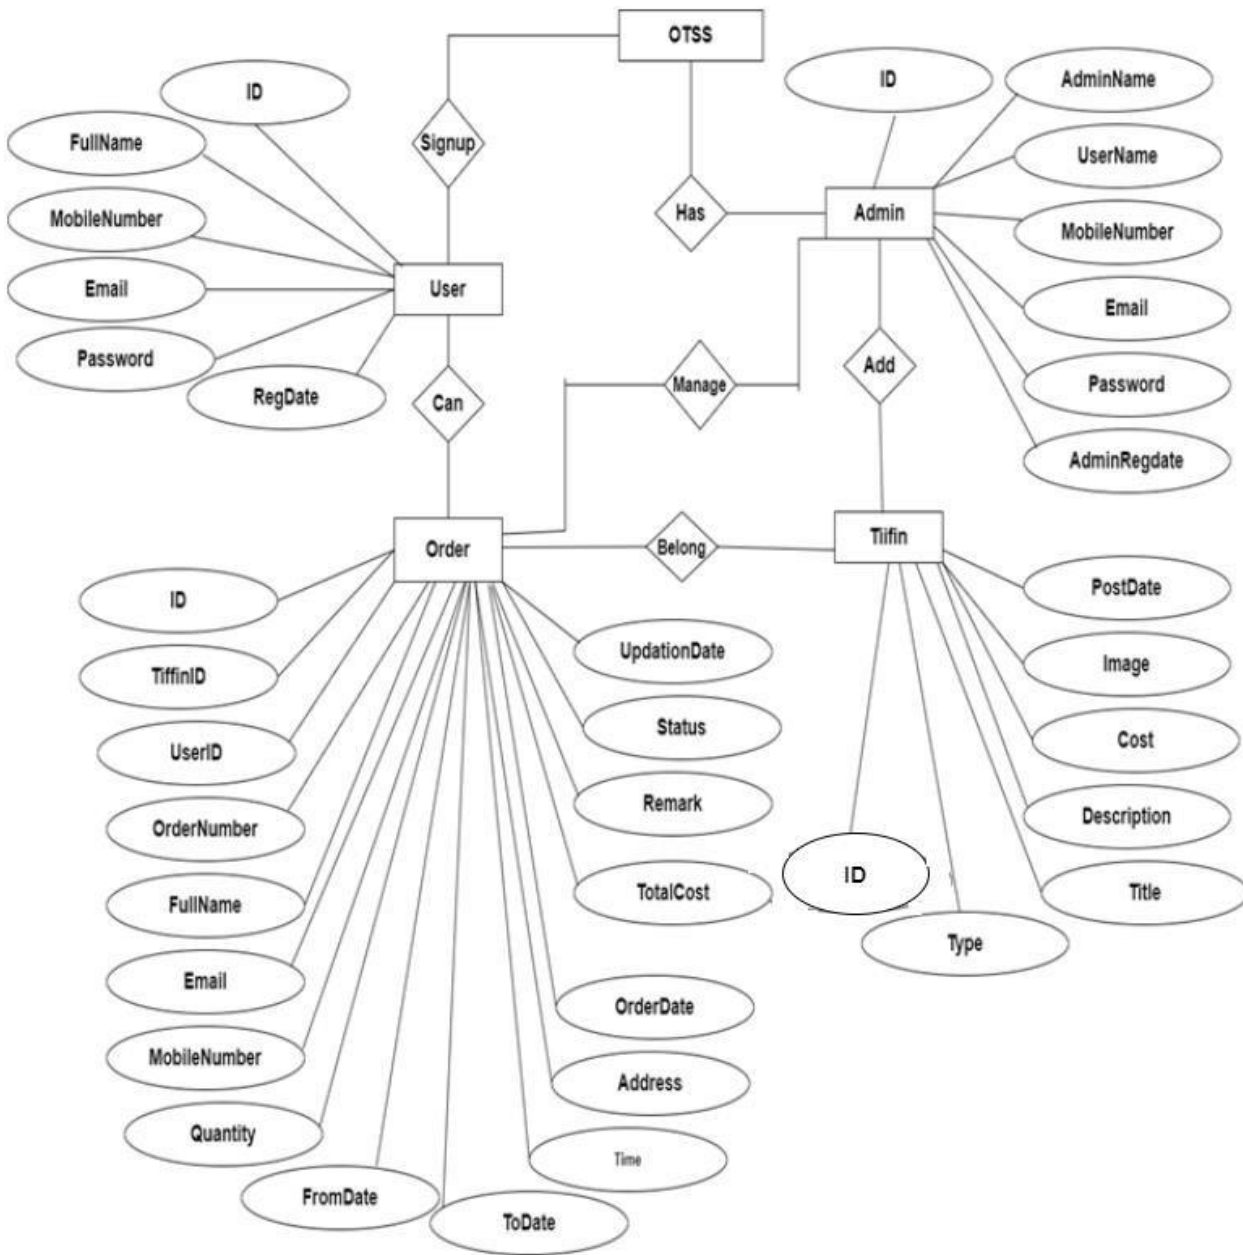 OTSS
ID
AdminName
ID
FullName
Signup
UserName
MobileNumber
Has
Admin
MobileNumber
Email
User
Email
Password
RegDate
Can
Manage
Add
Password
AdminRegdate
Order
Belong
Tiifin
ID
UpdationDate
PostDate
TiffinID
Status
Image
UserID
Remark
Cost
OrderNumber
Description
FullName
TotalCost
ID
Title
Type
Email
OrderDate
MobileNumber
Address
Quantity
Time
FromDate
ToDate